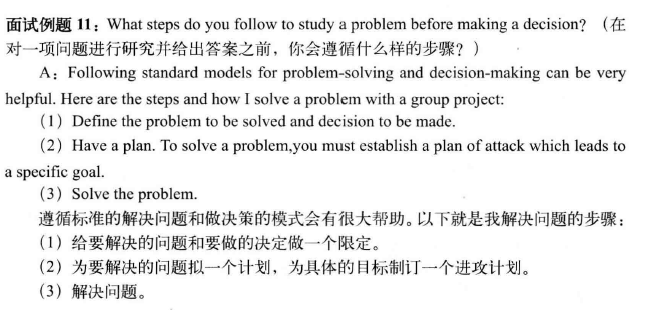 面试例题 11：What steps do you follow to study a problem before making a decision? （在
对一项问题进行研究并给出答案之前，你会遵循什么样的步骤？）
A：Following standard models for problem-solving and decision-making can be very
helpful. Here are the steps and how I solve a problem with a group project:
（1）Define the problem to be solved and decision to be made.
（2）Have a plan. To solve a problem,you must establish a plan of attack which leads to
a specific goal.
（3）Solve the problem.
遵循标准的解决问题和做决策的模式会有很大帮助。以下就是我解决问题的步骤：
（1）给要解决的问题和要做的决定做一个限定。
（2）为要解决的问题拟一个计划，为具体的目标制订一个进攻计划。
（3）解决问题。